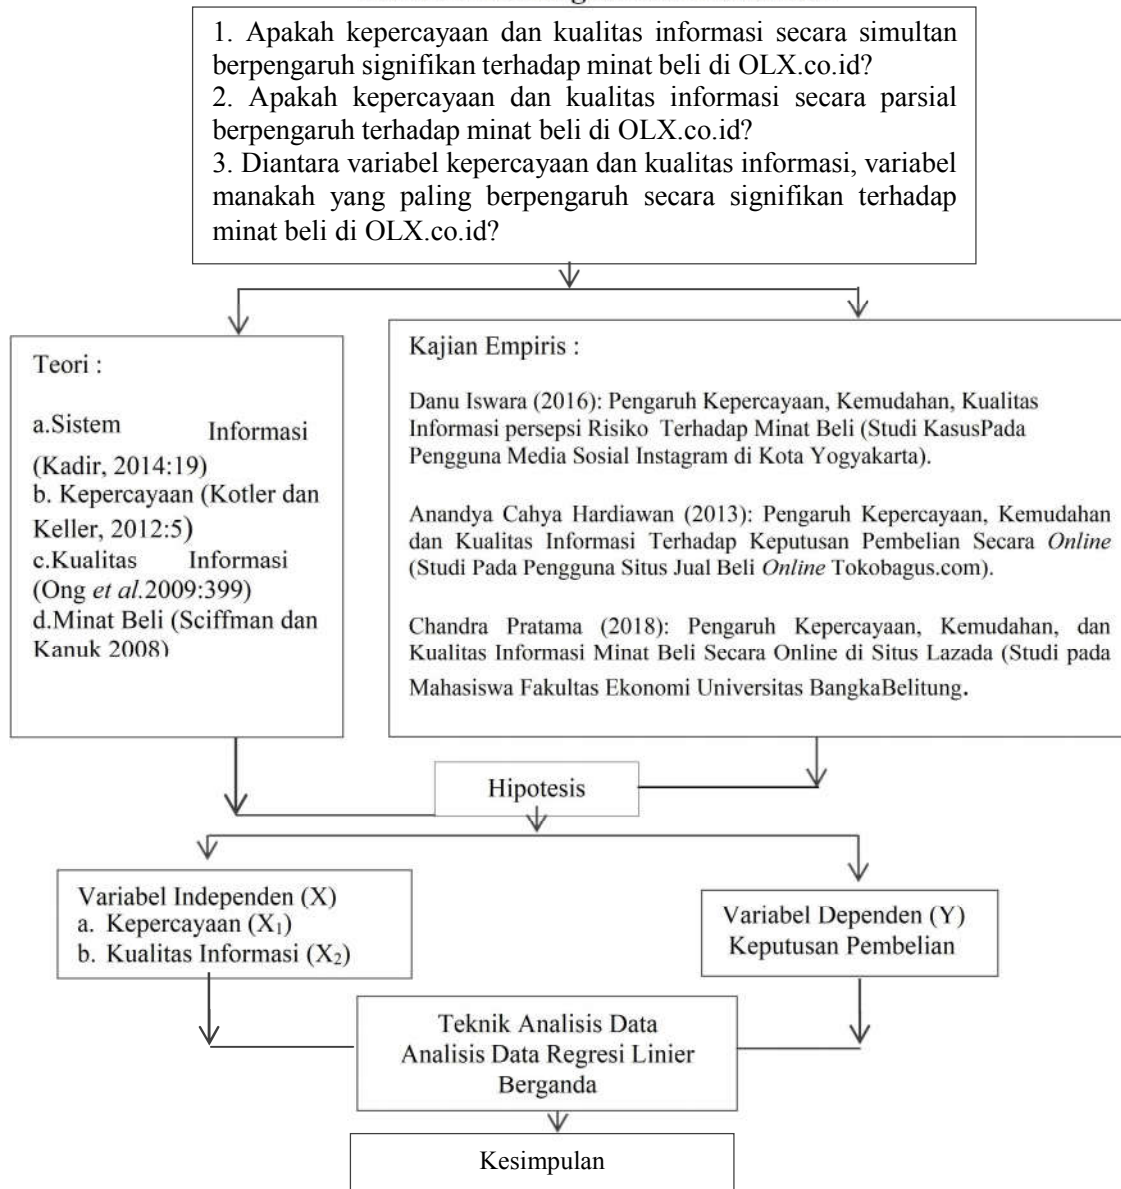 1. Apakah kepercayaan dan kualitas informasi secara simultan
berpengaruh signifikan terhadap minat beli di OLX.co.id?
2. Apakah kepercayaan dan kualitas informasi secara parsial
berpengaruh terhadap minat beli di OLX.co.id?
3. Diantara variabel kepercayaan dan kualitas informasi, variabel
manakah yang paling berpengaruh secara signifikan terhadap
minat beli di OLX.co.id?
Teori :
a.Sistem Informasi
(Kadir, 2014:19)
b. Kepercayaan (Kotler dan
Keller, 2012:5)
c.Kualitas Informasi
(Ong et al.2009:399)
d.Minat Beli (Sciffman dan
Kanuk 2008)
Kajian Empiris :
Danu Iswara (2016): Pengaruh Kepercayaan, Kemudahan, Kualitas
Informasi persepsi Risiko Terhadap Minat Beli (Studi KasusPada
Pengguna Media Sosial Instagram di Kota Yogyakarta).
Anandya Cahya Hardiawan (2013): Pengaruh Kepercayaan, Kemudahan
dan Kualitas Informasi Terhadap Keputusan Pembelian Secara Online
(Studi Pada Pengguna Situs Jual Beli Online Tokobagus.com).
Chandra Pratama (2018): Pengaruh Kepercayaan, Kemudahan, dan
Kualitas Informasi Minat Beli Secara Online di Situs Lazada (Studi pada
Mahasiswa Fakultas Ekonomi Universitas BangkaBelitung.
Hipotesis
Variabel Independen (X)
a. Kepercayaan (X₁)
b. Kualitas Informasi (X₂)
Variabel Dependen (Y)
Keputusan Pembelian
Teknik Analisis Data
Analisis Data Regresi Linier
Berganda
Kesimpulan